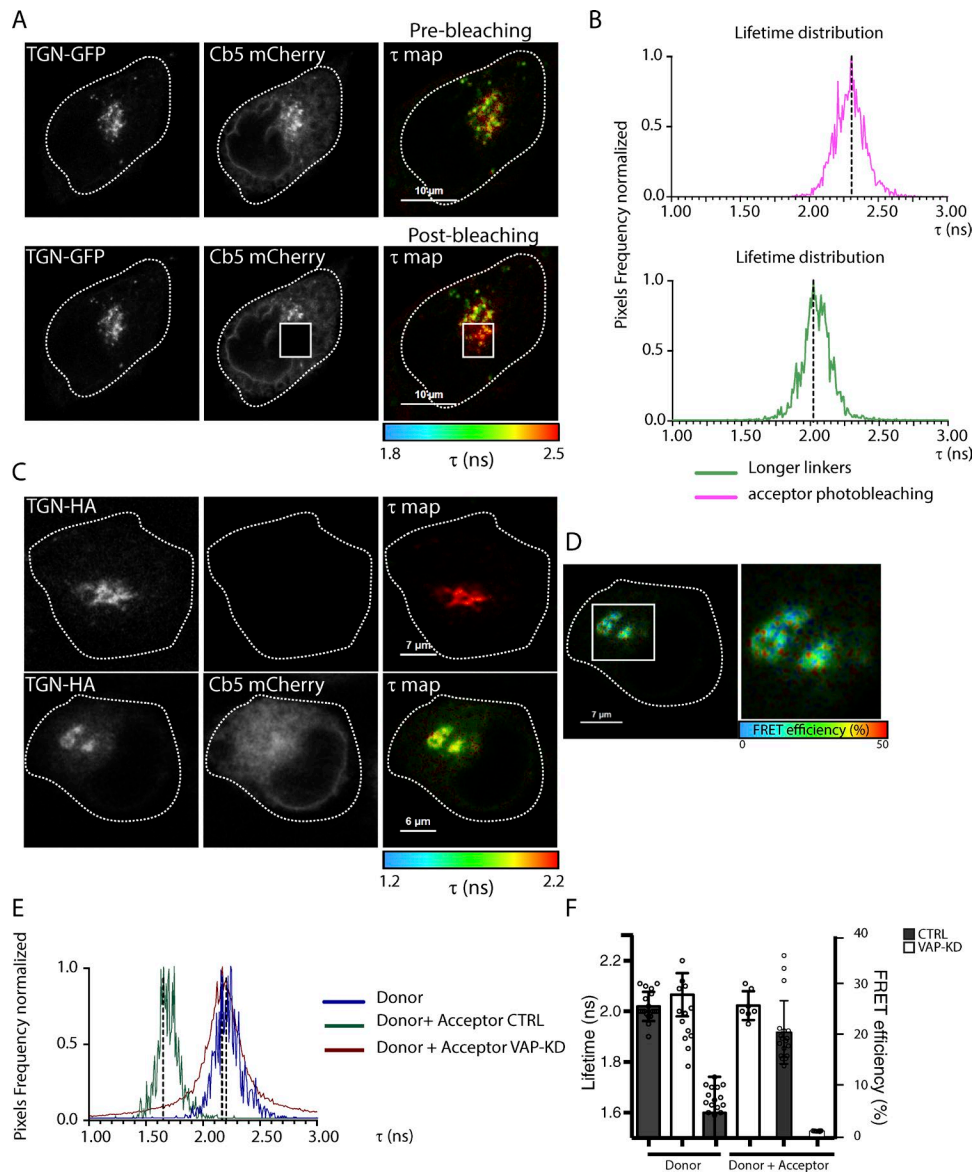 A
Pre-bleaching
TGN-GFP
Cb5 mCherry
τ map
10 µm
Post-bleaching
TGN-GFP
Cb5 mCherry
τ map
10 µm
1.8
2.5
τ (ns)
B
Lifetime distribution
1.0
0.5
0.0
1.00
1.50
2.00
2.50
3.00
τ (ns)
Lifetime distribution
Pixels Frequency normalized
1.0
0.5
0.0
1.00
1.50
2.00
2.50
3.00
τ (ns)
Longer linkers
acceptor photobleaching
C
TGN-HA
τ map
7 µm
TGN-HA
Cb5 mCherry
τ map
6 µm
1.2
2.2
τ (ns)
D
7 µm
FRET efficiency (%)
0
50
E
Pixels Frequency normalized
1.0
0.5
0.0
1.00
1.50
2.00
2.50
3.00
τ (ns)
Donor
Donor+ Acceptor CTRL
Donor + Acceptor VAP-KD
F
CTRL
VAP-KD
Lifetime (ns)
2.2
2.0
1.8
1.6
40
30
20
10
0
FRET efficiency (%)
Donor
Donor + Acceptor